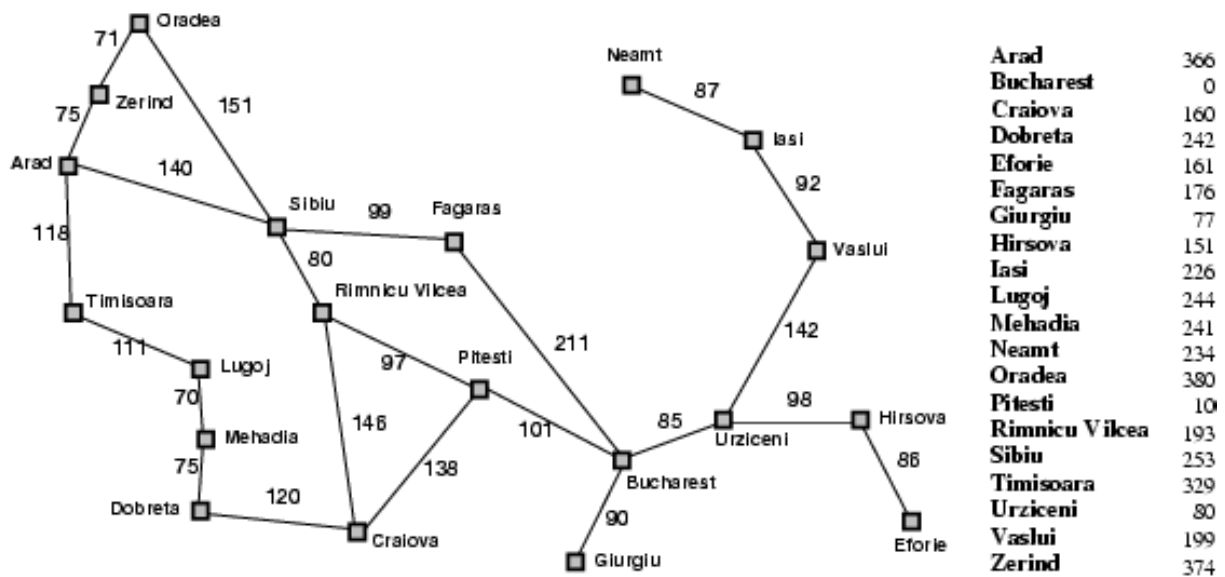 Oradea
71
Neamt
87
Zerind
151
75
Iasi
Arad
140
92
Sibiu
99
Fagaras
118
80
Vaslui
Timisoara
Rimnicu Vilcea
142
111
Lugoj
97
Pitesti
211
70
98
Hirsova
146
101
85
Urziceni
Mehadia
86
75
138
Bucharest
Dobreta
120
90
Craiova
Eforie
Giurgiu
Arad 366
Bucharest 0
Craiova 160
Dobreta 242
Eforie 161
Fagaras 176
Giurgiu 77
Hirsova 151
Iasi 226
Lugoj 244
Mehadia 241
Neamt 234
Oradea 380
Pitesti 10
Rimnicu Vilcea 193
Sibiu 253
Timisoara 329
Urziceni 80
Vaslui 199
Zerind 374